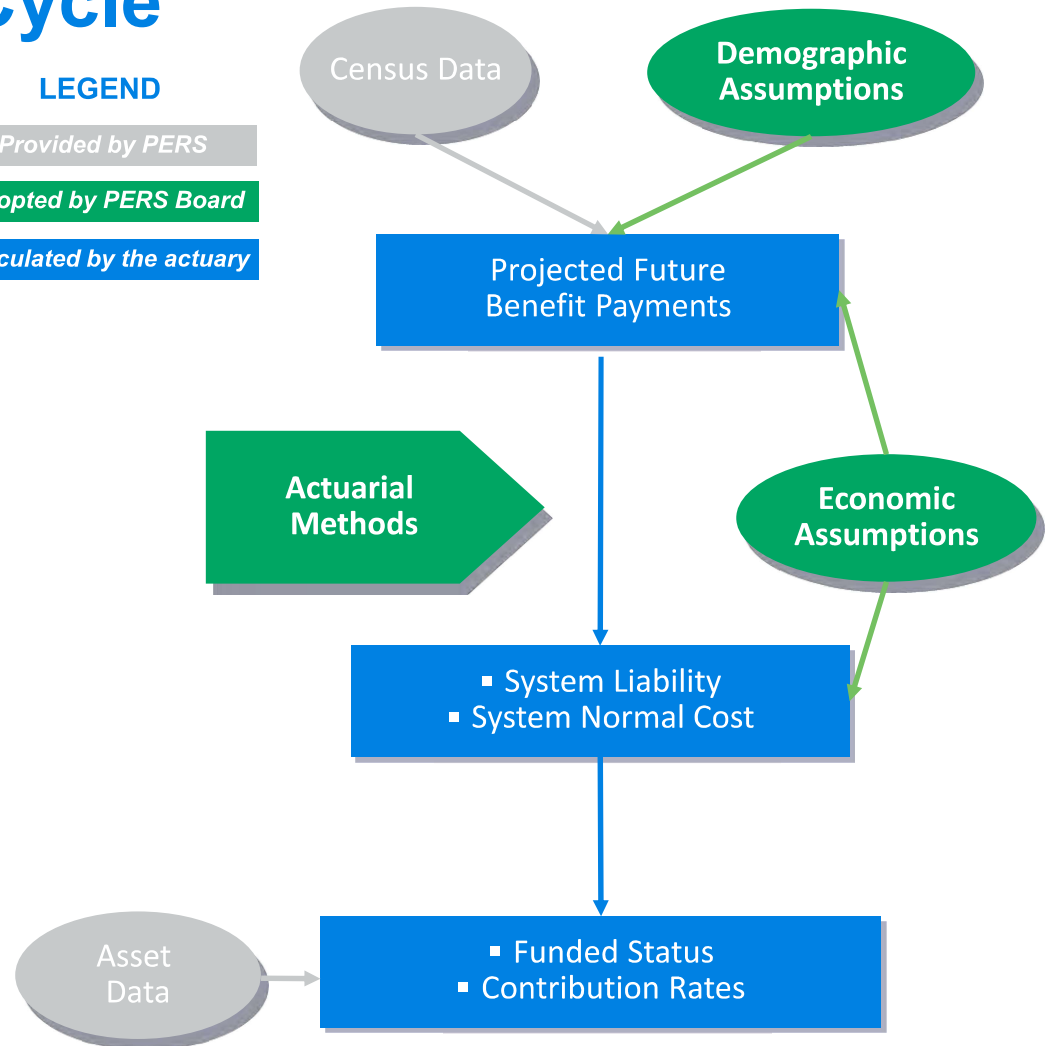 Cycle
LEGEND
Provided by PERS
opted by PERS Board
culated by the actuary
Census Data
Demographic
Assumptions
Projected Future
Benefit Payments
Actuarial
Methods
Economic
Assumptions
▪ System Liability
▪ System Normal Cost
Asset
Data
▪ Funded Status
▪ Contribution Rates